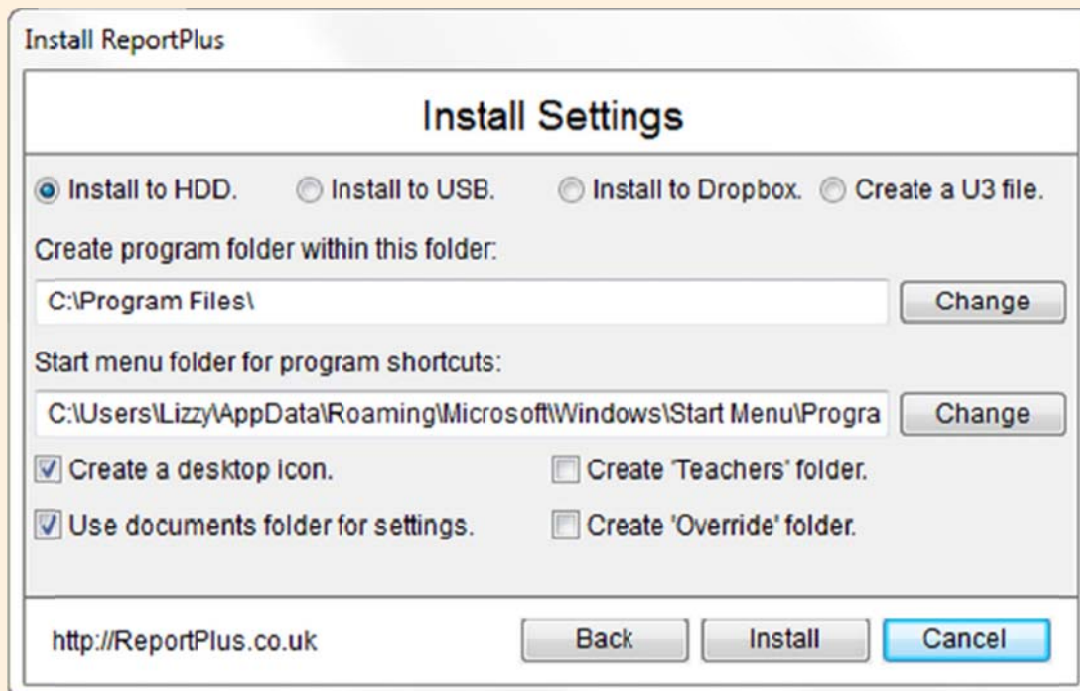 Install ReportPlus
Install Settings
Install to HDD. Install to USB. Install to Dropbox. Create a U3 file.
Create program folder within this folder:
C:\Program Files\ Change
Start menu folder for program shortcuts:
C:\Users\Lizzy\AppData\Roaming\Microsoft\Windows\Start Menu\Progra Change
Create a desktop icon. Create 'Teachers' folder.
Use documents folder for settings. Create 'Override' folder.
http://ReportPlus.co.uk Back Install Cancel